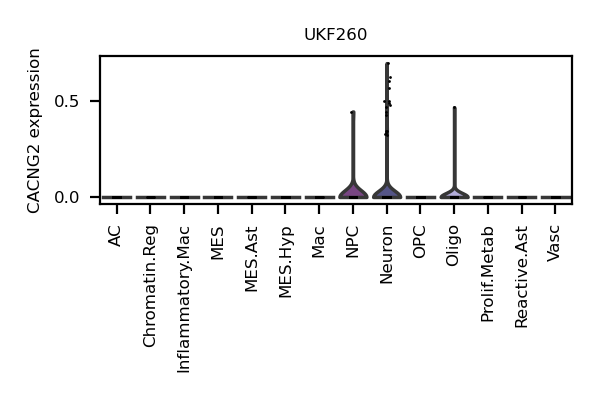 UKF260
CACNG2 expression
0.5
0.0
AC
Chromatin.Reg
Inflammatory.Mac
MES
MES.Ast
MES.Hyp
Mac
NPC
Neuron
OPC
Oligo
Prolif.Metab
Reactive.Ast
Vasc